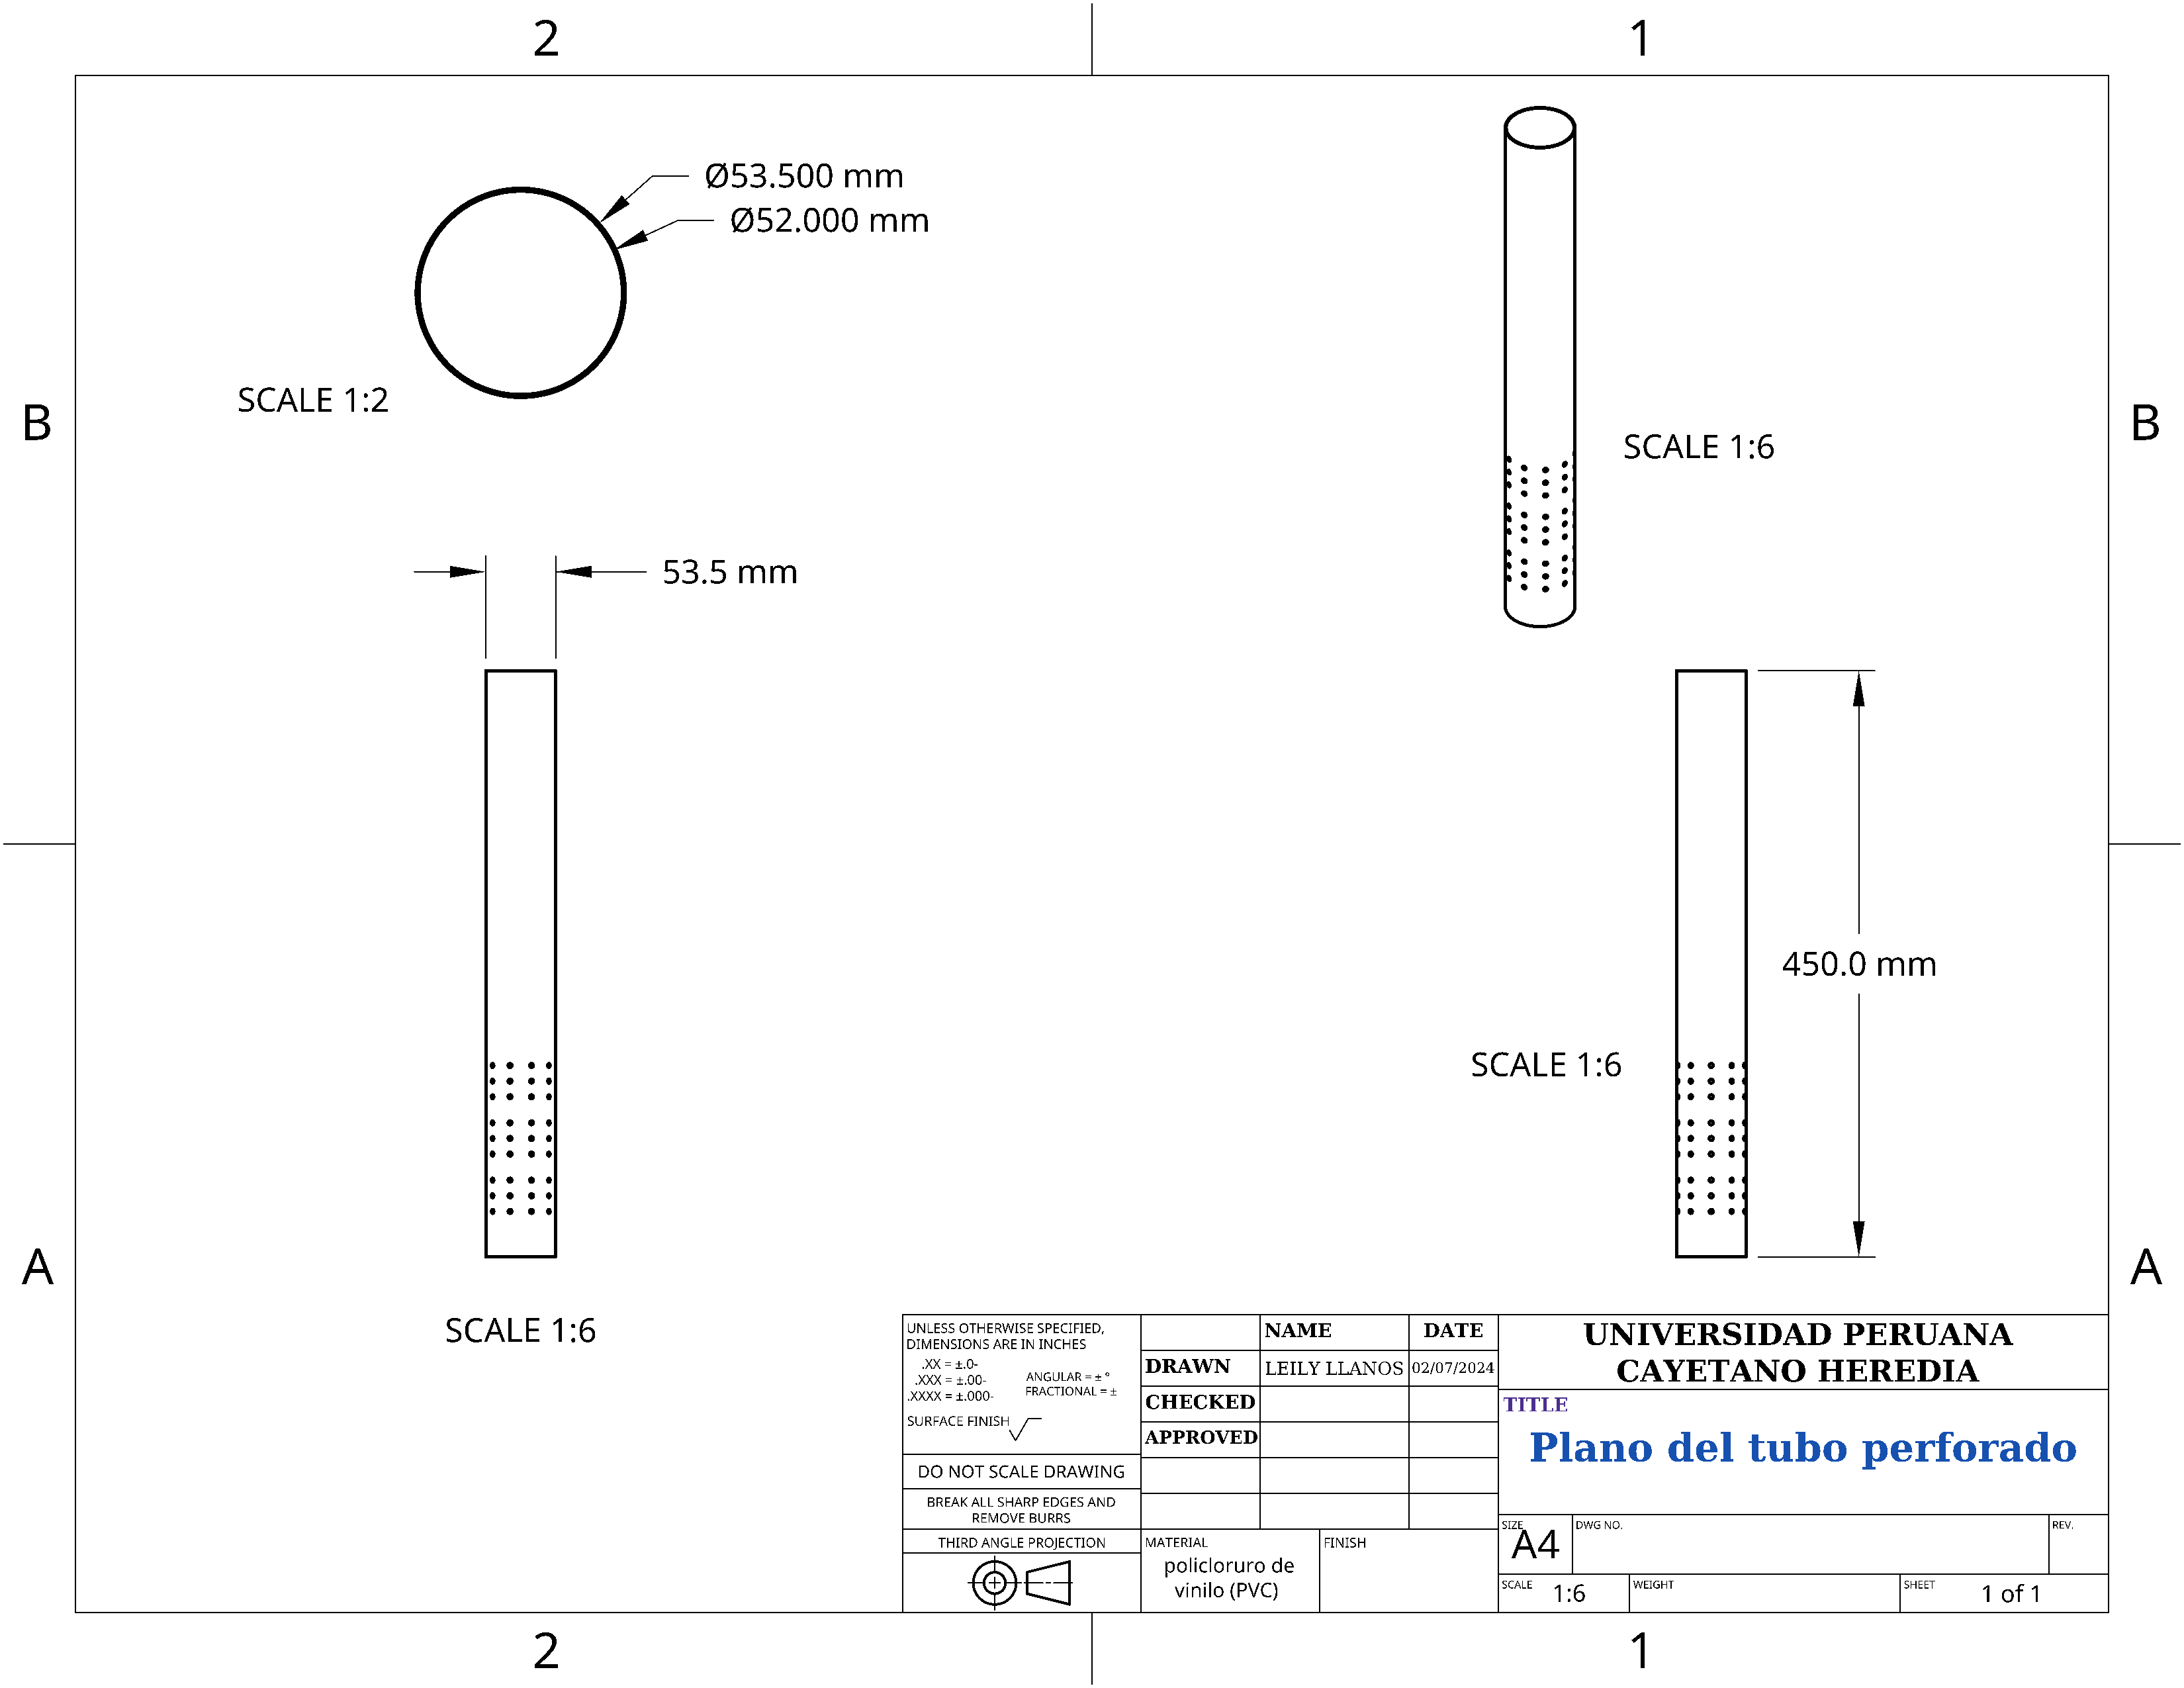 2
1
Ø53.500 mm
Ø52.000 mm
SCALE 1:2
B
SCALE 1:6
B
53.5 mm
450.0 mm
SCALE 1:6
A
A
SCALE 1:6
UNLESS OTHERWISE SPECIFIED,
DIMENSIONS ARE IN INCHES
.XX = ±.0-
.XXX = ±.00-
.XXXX = ±.000-
ANGULAR = ± °
FRACTIONAL = ±
SURFACE FINISH
DO NOT SCALE DRAWING
BREAK ALL SHARP EDGES AND
REMOVE BURRS
THIRD ANGLE PROJECTION
NAME DATE
DRAWN LEILY LLANOS 02/07/2024
CHECKED
APPROVED
MATERIAL
policloruro de
vinilo (PVC)
FINISH
UNIVERSIDAD PERUANA
CAYETANO HEREDIA
TITLE
Plano del tubo perforado
SIZE
A4
DWG NO.
REV.
SCALE 1:6
WEIGHT
SHEET 1 of 1
2
1